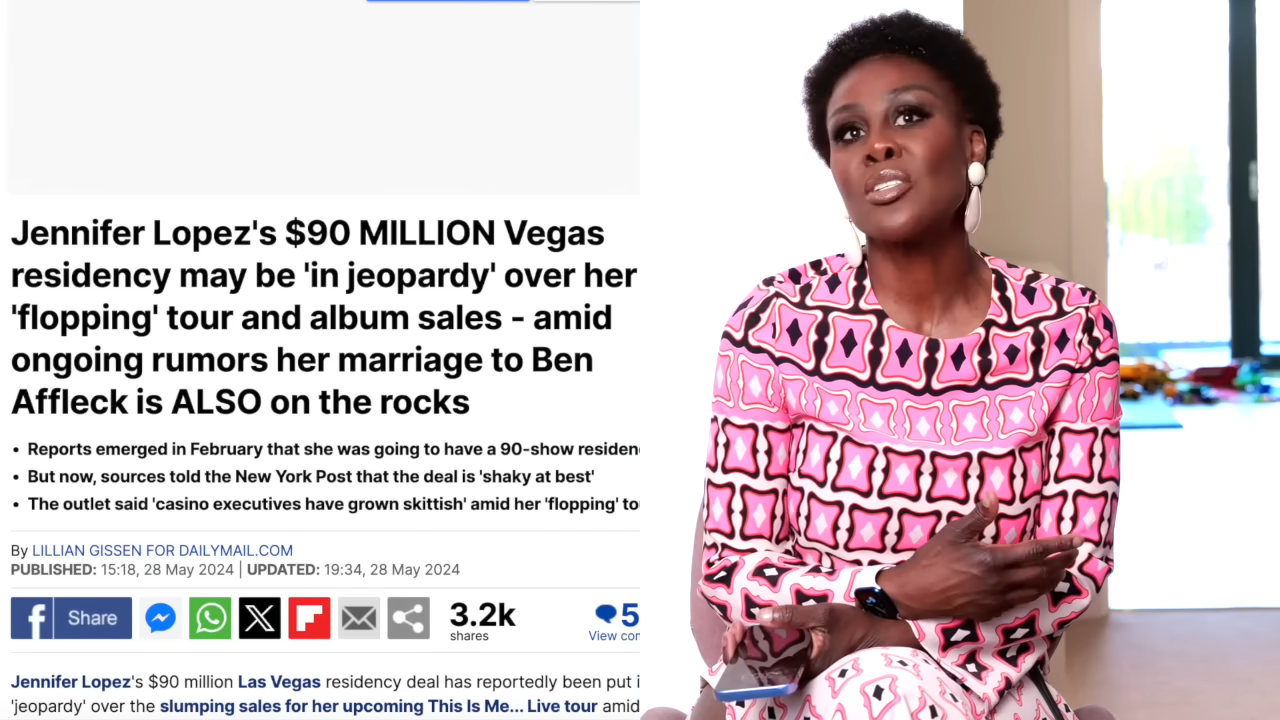 Jennifer Lopez's $90 MILLION Vegas
residency may be 'in jeopardy' over her
'flopping' tour and album sales - amid
ongoing rumors her marriage to Ben
Affleck is ALSO on the rocks
• Reports emerged in February that she was going to have a 90-show residen
• But now, sources told the New York Post that the deal is 'shaky at best'
• The outlet said 'casino executives have grown skittish' amid her 'flopping' to
By LILLIAN GISSEN FOR DAILYMAIL.COM
PUBLISHED: 15:18, 28 May 2024 | UPDATED: 19:34, 28 May 2024
Share
3.2k
shares
5
View com
Jennifer Lopez's $90 million Las Vegas residency deal has reportedly been put i
'jeopardy' over the slumping sales for her upcoming This Is Me... Live tour amid